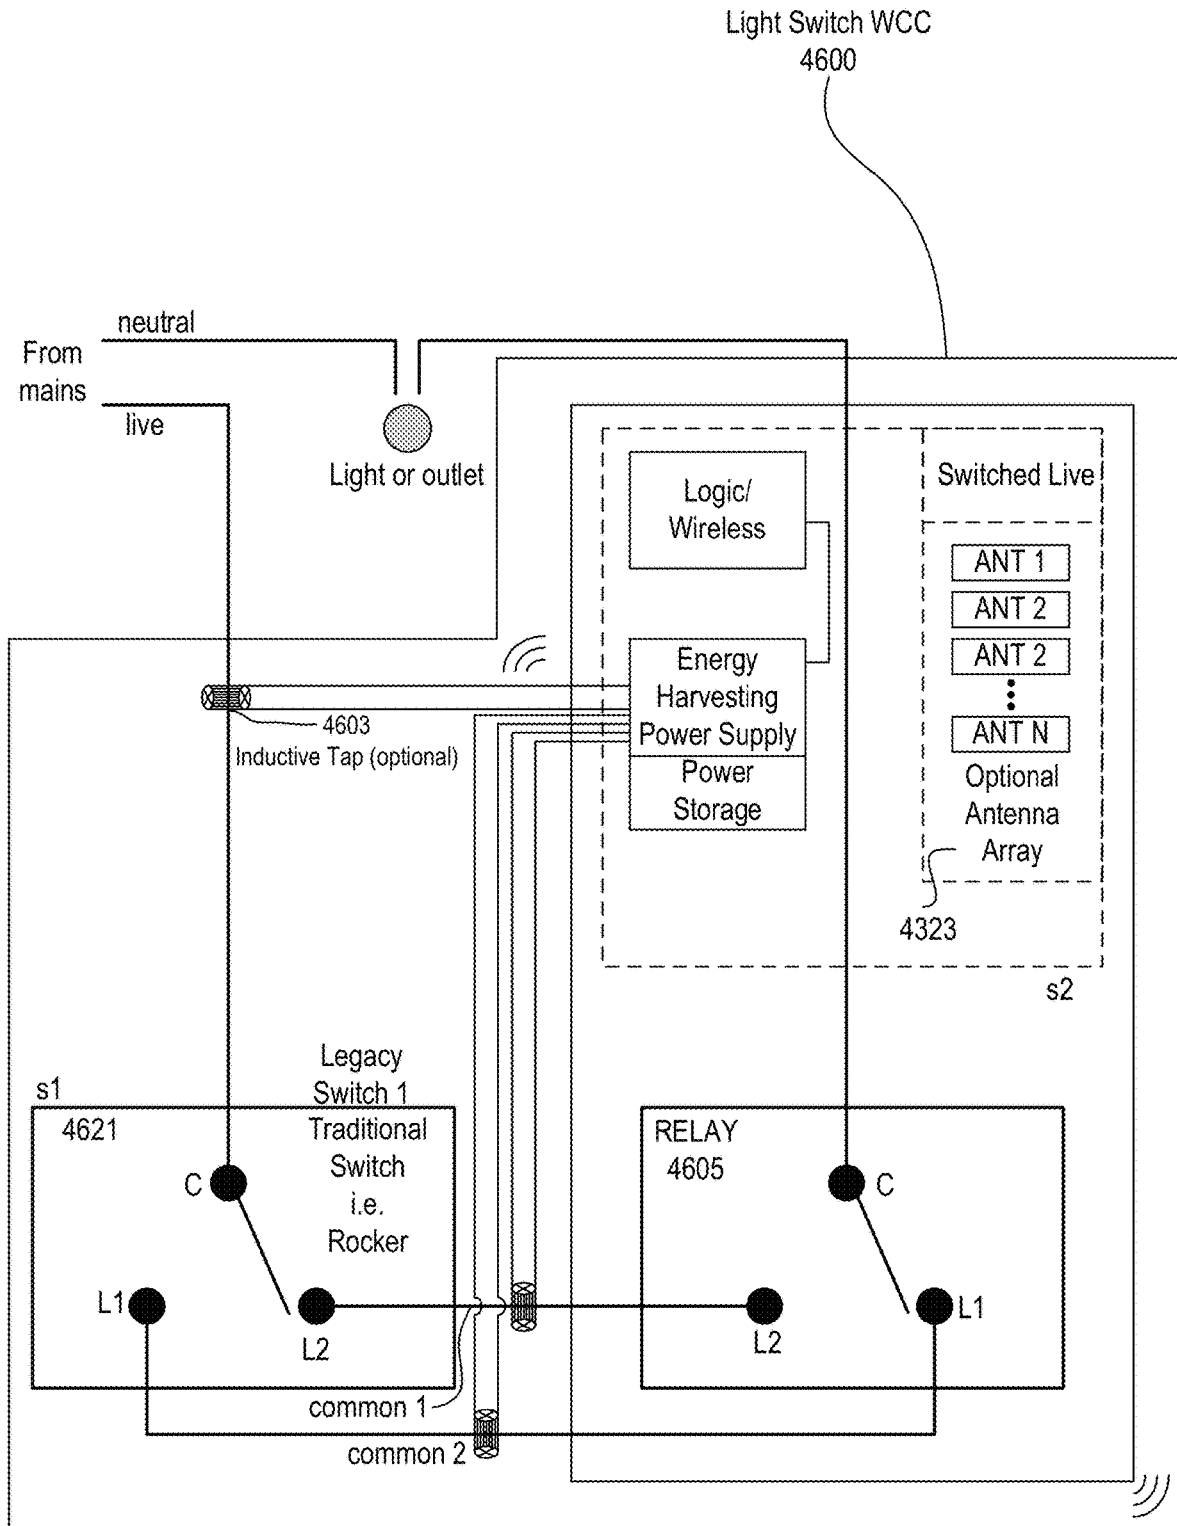 Light Switch WCC
4600
neutral
From
mains
live
Light or outlet
Logic/
Wireless
Switched Live
ANT 1
ANT 2
ANT 2
ANT N
Optional
Antenna
Array
4323
Energy
Harvesting
Power Supply
Power
Storage
4603
Inductive Tap (optional)
s2
s1
4621
Legacy
Switch 1
Traditional
Switch
i.e.
Rocker
C
L1
L2
RELAY
4605
C
L2
L1
common 1
common 2